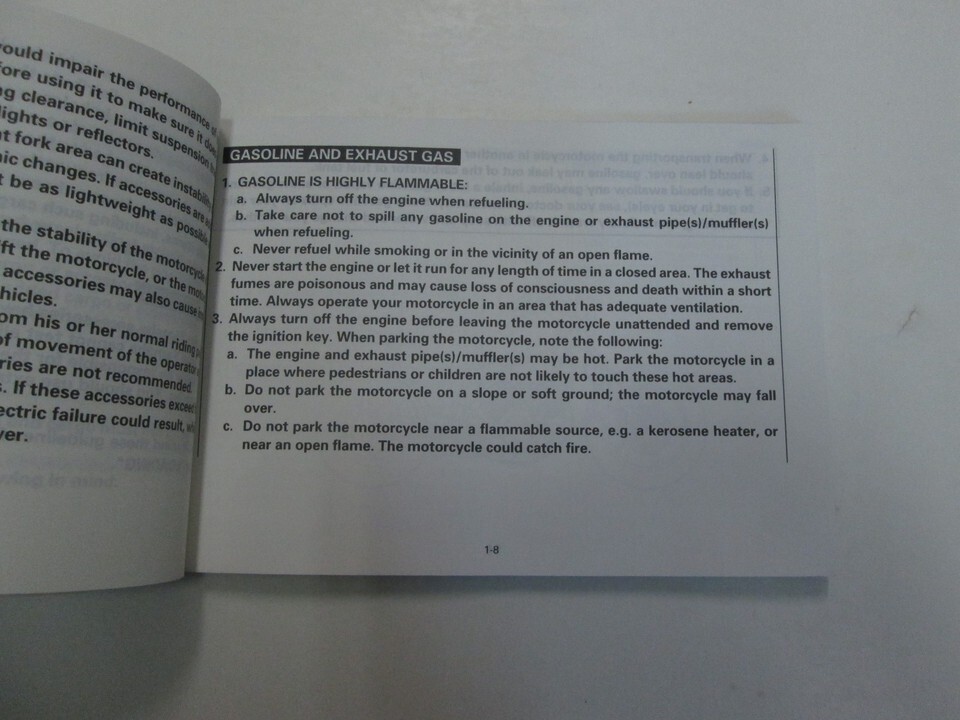 ould impair the performance
fore using it to make sure it does
ng clearance, limit suspension
lights or reflectors.
nt fork area can create instability
ic changes. If accessories are
t be as lightweight as possible
the stability of the motorcycle
ift the motorcycle, or the
accessories may also cause
hicles.
om his or her normal riding
of movement of the operator
ries are not recommended.
s. If these accessories exceed
ectric failure could result,
ver.
GASOLINE AND EXHAUST GAS
1. GASOLINE IS HIGHLY FLAMMABLE:
a. Always turn off the engine when refueling.
b. Take care not to spill any gasoline on the engine or exhaust pipe(s)/muffler(s)
when refueling.
c. Never refuel while smoking or in the vicinity of an open flame.
2. Never start the engine or let it run for any length of time in a closed area. The exhaust
fumes are poisonous and may cause loss of consciousness and death within a short
time. Always operate your motorcycle in an area that has adequate ventilation.
3. Always turn off the engine before leaving the motorcycle unattended and remove
the ignition key. When parking the motorcycle, note the following:
a. The engine and exhaust pipe(s)/muffler(s) may be hot. Park the motorcycle in a
place where pedestrians or children are not likely to touch these hot areas.
b. Do not park the motorcycle on a slope or soft ground; the motorcycle may fall
over.
c. Do not park the motorcycle near a flammable source, e.g. a kerosene heater, or
near an open flame. The motorcycle could catch fire.
1-8